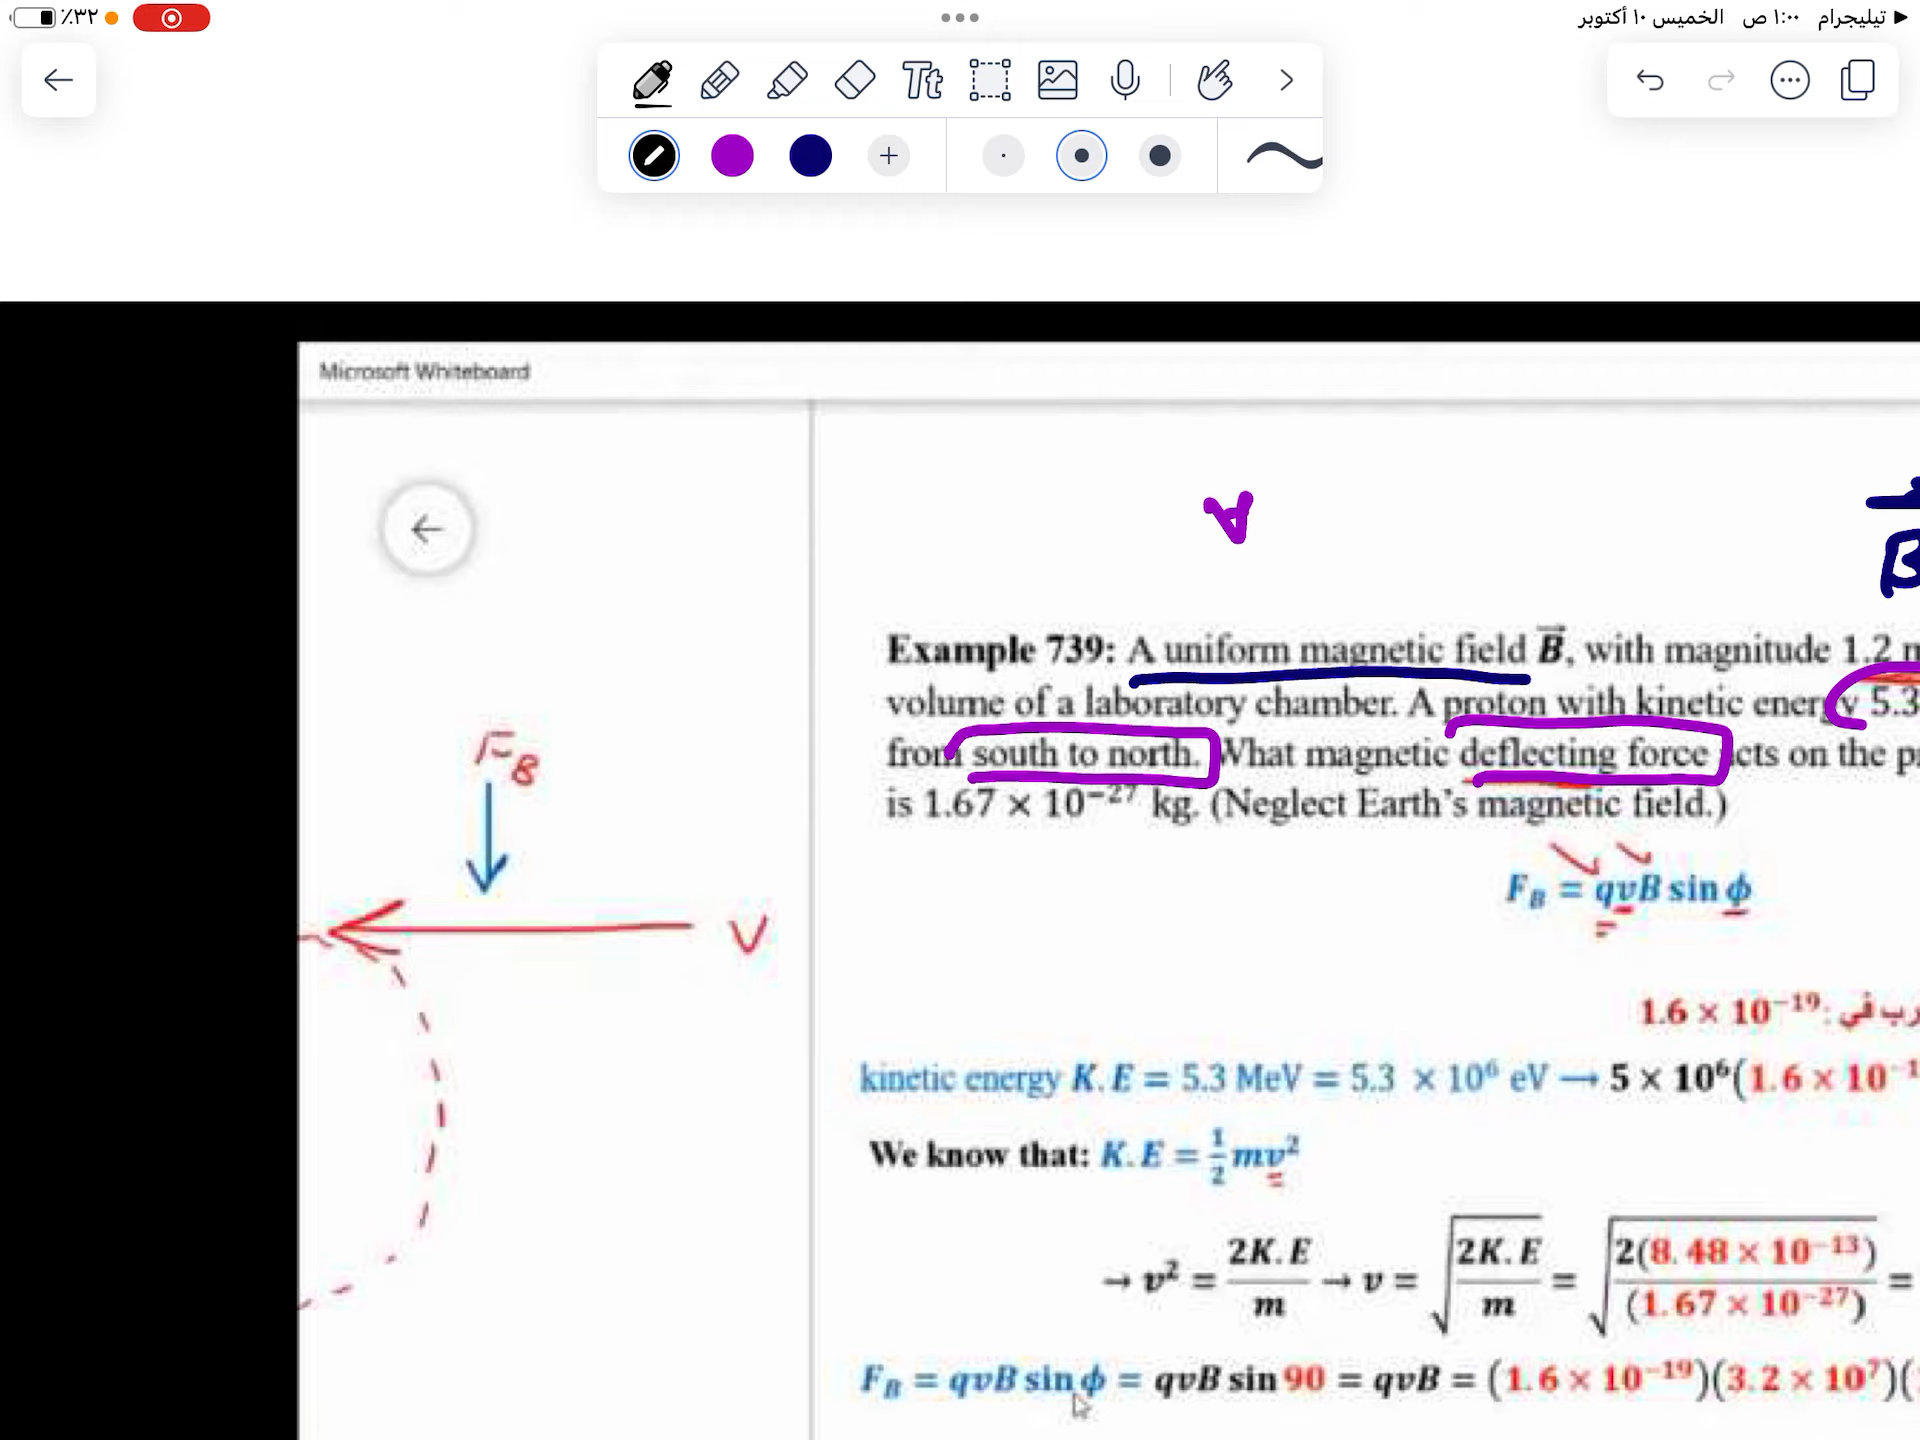 ٪٣٢
١:٠٠ ص الخميس ١٠ أكتوبر
تيليجرام
Tt
Microsoft Whiteboard
B
Example 739: A uniform magnetic field B⃗, with magnitude 1.2
volume of a laboratory chamber. A proton with kinetic energy 5.3
from south to north. What magnetic deflecting force acts on the
is 1.67 × 10⁻²⁷ kg. (Neglect Earth's magnetic field.)
F_B
V
F_B = qvB sin ϕ
1.6 × 10⁻¹⁹ : في
kinetic energy K.E = 5.3 MeV = 5.3 × 10⁶ eV → 5 × 10⁶(1.6 × 10
We know that: K.E = ½mv²
→ v² = 2K.E/m → v = √(2K.E/m) = √(2(8.48 × 10⁻¹³)/(1.67 × 10⁻²⁷)) =
F_B = qvB sin ϕ = qvB sin 90 = qvB = (1.6 × 10⁻¹⁹)(3.2 × 10⁷)(